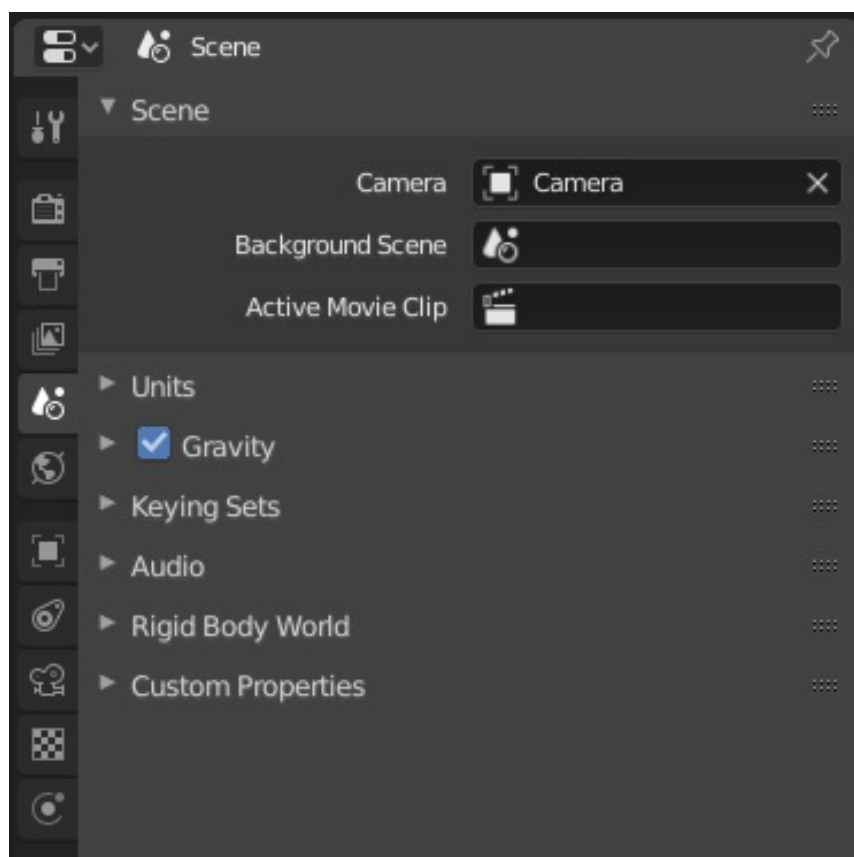 Scene
Scene
Camera Camera
Background Scene
Active Movie Clip
Units
Gravity
Keying Sets
Audio
Rigid Body World
Custom Properties